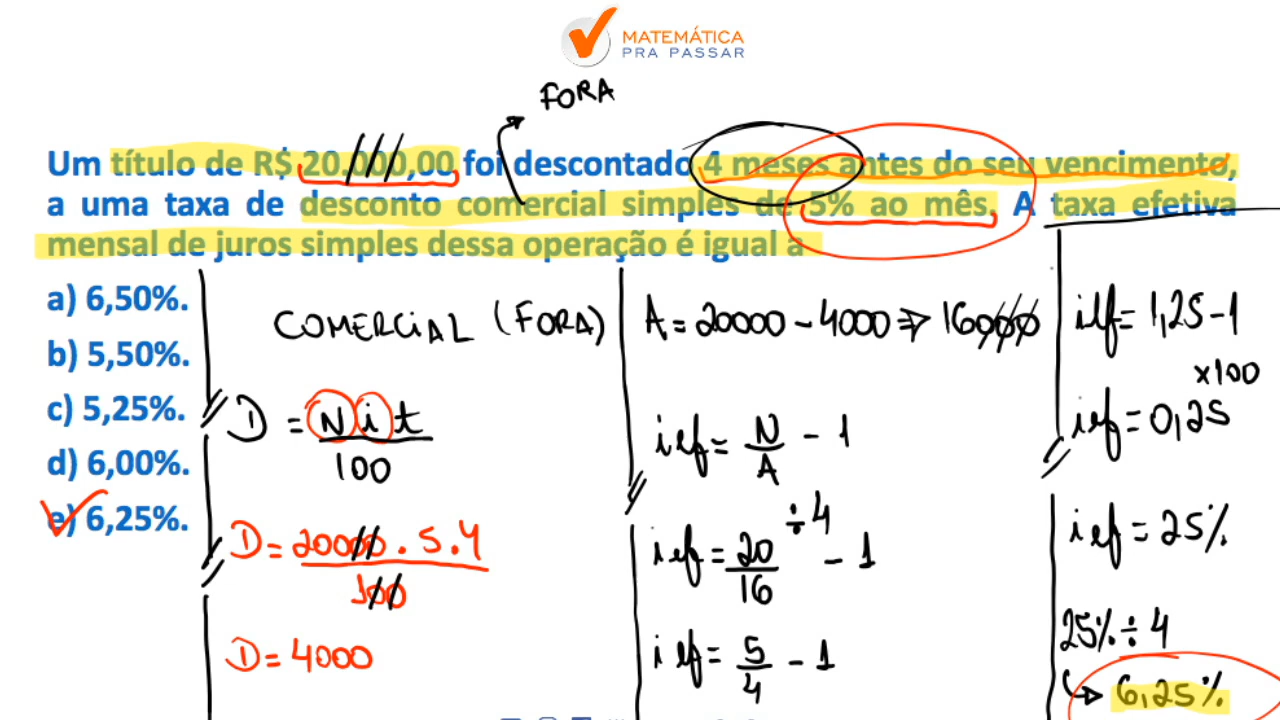 MATEMÁTICA
PRA PASSAR
FORA
Um título de R$ 20.000,00 foi descontado 4 meses antes do seu vencimento,
a uma taxa de desconto comercial simples de 5% ao mês. A taxa efetiva
mensal de juros simples dessa operação é igual a
a) 6,50%.
b) 5,50%.
c) 5,25%.
d) 6,00%.
e) 6,25%.
COMERCIAL (FORA)
D = Nit
100
D = 20000 . 5 . 4
100
D = 4000
A = 20000 - 4000 => 16000
ief = N/A - 1
÷4
ief = 20/16 - 1
ief = 5/4 - 1
ief = 1,25 - 1
x100
ief = 0,25
ief = 25%
25% ÷ 4
↳ 6,25%